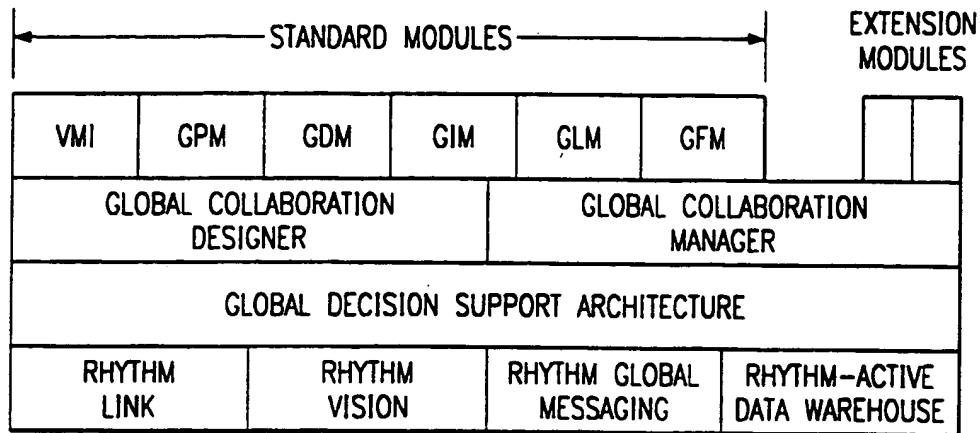 STANDARD MODULES
EXTENSION
MODULES
VMI
GPM
GDM
GIM
GLM
GFM
GLOBAL COLLABORATION
DESIGNER
GLOBAL COLLABORATION
MANAGER
GLOBAL DECISION SUPPORT ARCHITECTURE
RHYTHM
LINK
RHYTHM
VISION
RHYTHM GLOBAL
MESSAGING
RHYTHM-ACTIVE
DATA WAREHOUSE